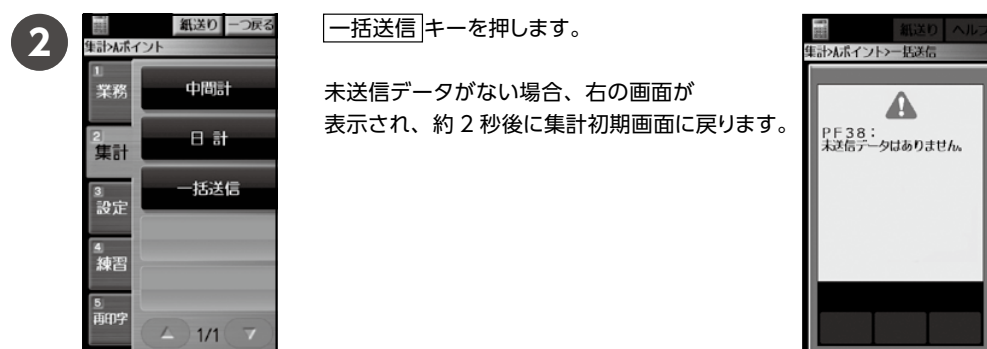 2
紙送り 一つ戻る
集計>Aポイント
1 業務
中間計
2 集計
日計
一括送信
3 設定
4 練習
5 再印字
1/1
一括送信キーを押します。
未送信データがない場合、右の画面が
表示され、約2秒後に集計初期画面に戻ります。
紙送り ヘルプ
集計>Aポイント>一括送信
PF38:
未送信データはありません。